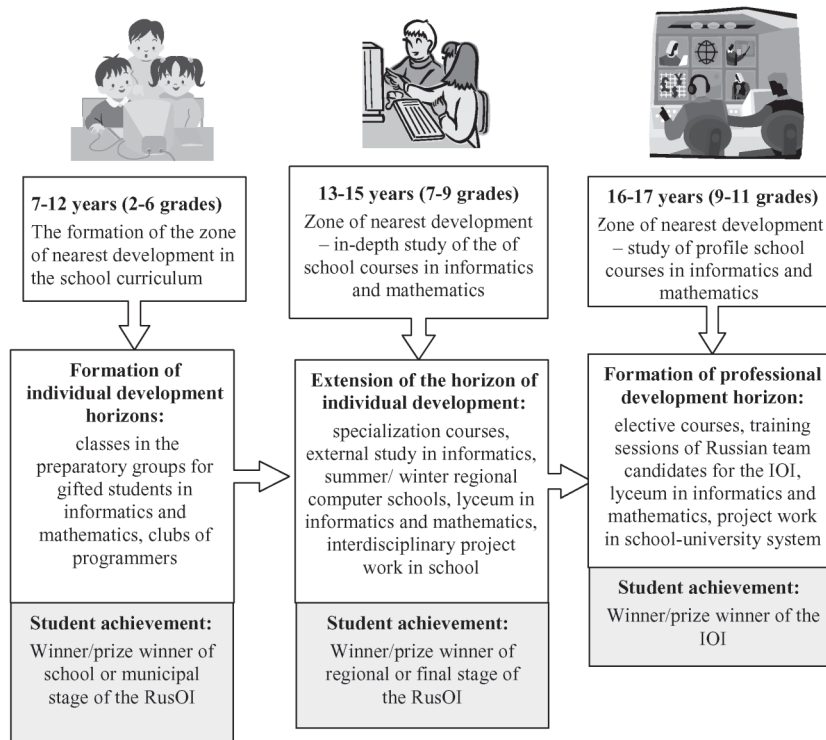 7-12 years (2-6 grades)
The formation of the zone
of nearest development in
the school curriculum
13-15 years (7-9 grades)
Zone of nearest development
– in-depth study of the of
school courses in informatics
and mathematics
16-17 years (9-11 grades)
Zone of nearest development
– study of profile school
courses in informatics and
mathematics
Formation of
individual development
horizons:
classes in the
preparatory groups for
gifted students in
informatics and
mathematics, clubs of
programmers
Extension of the horizon of
individual development:
specialization courses,
external study in informatics,
summer/ winter regional
computer schools, lyceum in
informatics and mathematics,
interdisciplinary project
work in school
Formation of professional
development horizon:
elective courses, training
sessions of Russian team
candidates for the IOI,
lyceum in informatics and
mathematics, project work
in school-university system
Student achievement:
Winner/prize winner of
school or municipal
stage of the RusOI
Student achievement:
Winner/prize winner of
regional or final stage of
the RusOI
Student achievement:
Winner/prize winner of the
IOI